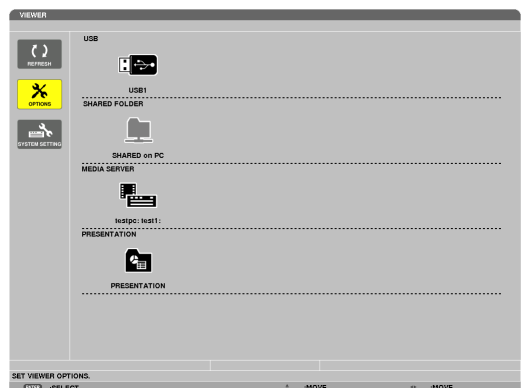 VIEWER
USB
REFRESH
USB1
OPTIONS
SHARED FOLDER
SYSTEM SETTING
SHARED on PC
MEDIA SERVER
testpc: test1:
PRESENTATION
PRESENTATION
SET VIEWER OPTIONS.
ENTER :SELECT :MOVE :MOVE